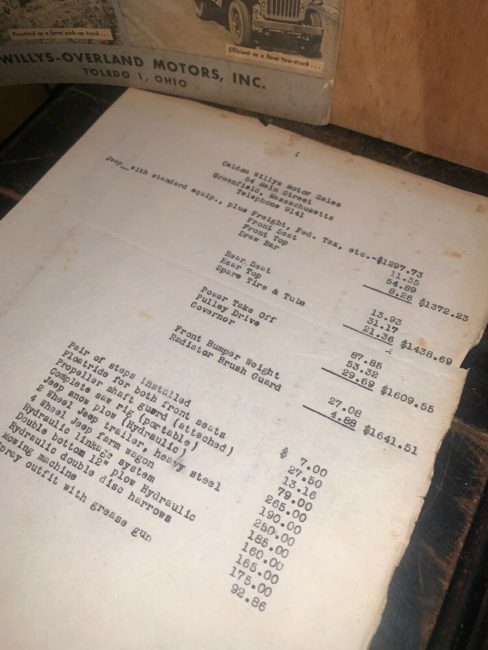 Practical as a farm pick-up truck...
Efficient as a farm tow-truck...
WILLYS-OVERLAND MOTORS, INC.
TOLEDO 1, OHIO
1
Caldon Willys Motor Sales
54 Main Street
Greenfield, Massachusetts
Telephone 9141
Jeep_with standard equip., plus Freight, Fed. Tax, etc.-$1297.73
Front Seat 11.35
Front Top 54.89
Draw Bar 8.26 $1372.23
Rear Seat 13.93
Rear Top 31.17
Spare Tire & Tube 21.36 $1438.69
Power Take Off 87.85
Pulley Drive 53.32
Governor 29.69 $1609.55
Front Bumper Weight 27.08
Radiator Brush Guard 4.88 $1641.51
Pair of steps installed $ 7.00
Floatride for both front seats 27.50
Propeller shaft guard (attached) 13.16
Complete saw rig (portable) 79.00
Jeep snow plow (Hydraulic) 265.00
2 Wheel Jeep trailer, heavy steel 190.00
4 Wheel Jeep farm wagon 250.00
Hydraulic linkage system 185.00
Double bottom 12" plow Hydraulic 160.00
Hydraulic double disc harrows 165.00
Mowing machine 175.00
pray outfit with grease gun 92.86